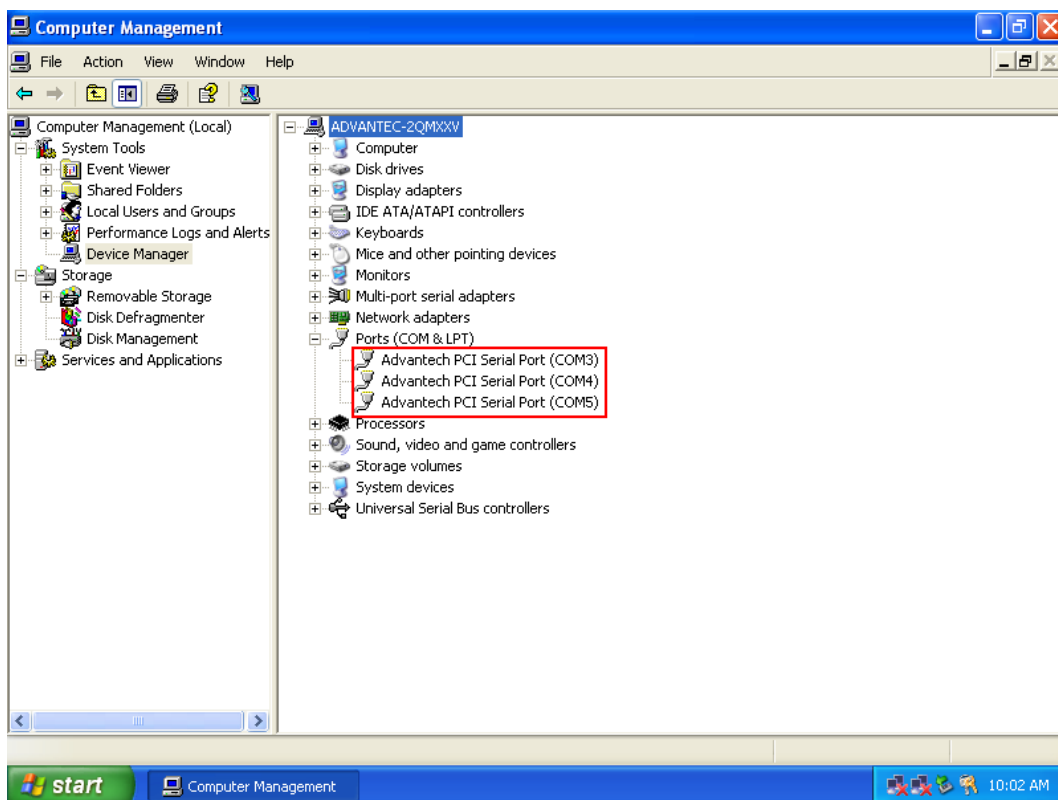 Computer Management
File Action View Window Help
Computer Management (Local)
System Tools
Event Viewer
Shared Folders
Local Users and Groups
Performance Logs and Alerts
Device Manager
Storage
Removable Storage
Disk Defragmenter
Disk Management
Services and Applications
ADVANTEC-2QMXXV
Computer
Disk drives
Display adapters
IDE ATA/ATAPI controllers
Keyboards
Mice and other pointing devices
Monitors
Multi-port serial adapters
Network adapters
Ports (COM & LPT)
Advantech PCI Serial Port (COM3)
Advantech PCI Serial Port (COM4)
Advantech PCI Serial Port (COM5)
Processors
Sound, video and game controllers
Storage volumes
System devices
Universal Serial Bus controllers
start
Computer Management
10:02 AM